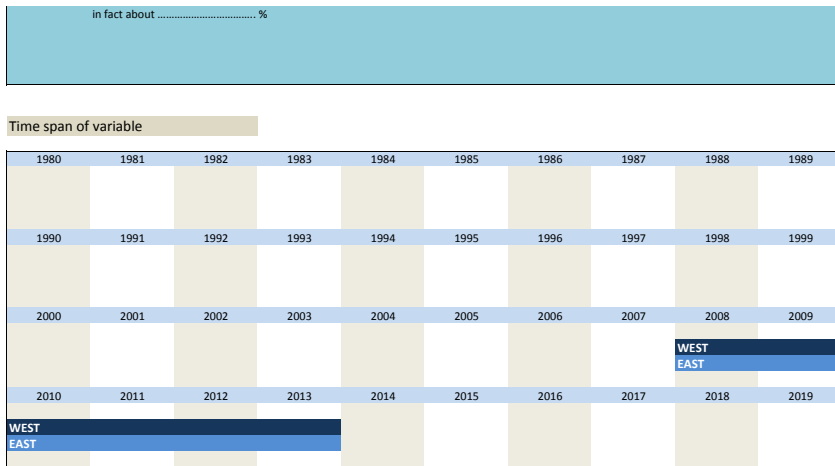 in fact about ………………………….. %
Time span of variable
1980 1981 1982 1983 1984 1985 1986 1987 1988 1989
1990 1991 1992 1993 1994 1995 1996 1997 1998 1999
2000 2001 2002 2003 2004 2005 2006 2007 2008 2009
WEST
EAST
2010 2011 2012 2013 2014 2015 2016 2017 2018 2019
WEST
EAST